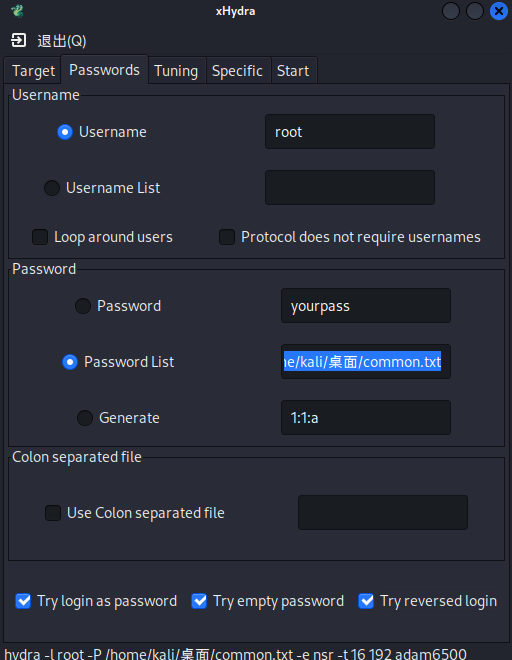 xHydra
退出(Q)
Target Passwords Tuning Specific Start
Username
Username root
Username List
Loop around users Protocol does not require usernames
Password
Password yourpass
Password List ne/kali/桌面/common.txt
Generate 1:1:a
Colon separated file
Use Colon separated file
Try login as password Try empty password Try reversed login
hydra -l root -P /home/kali/桌面/common.txt -e nsr -t 16 192 adam6500